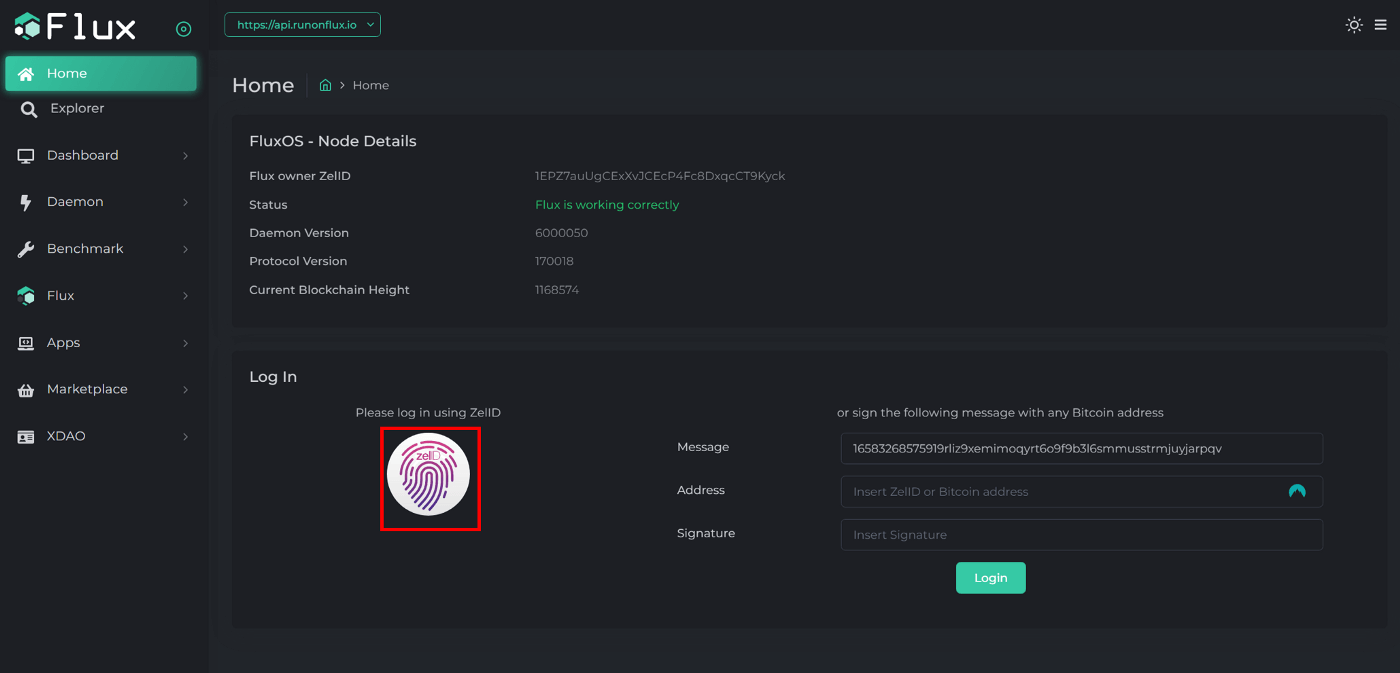 Flux
https://api.runonflux.io
Home
Explorer
Dashboard
Daemon
Benchmark
Flux
Apps
Marketplace
XDAO
Home
Home
FluxOS - Node Details
Flux owner ZelID 1EPZ7auUgCExXvJCEcP4Fc8DxqcCT9Kyck
Status Flux is working correctly
Daemon Version 6000050
Protocol Version 170018
Current Blockchain Height 1168574
Log In
Please log in using ZelID
zelID
or sign the following message with any Bitcoin address
Message 16583268575919rliz9xemimoqyrt6o9f9b3l6smmusstrmjuyjarpqv
Address Insert ZelID or Bitcoin address
Signature Insert Signature
Login